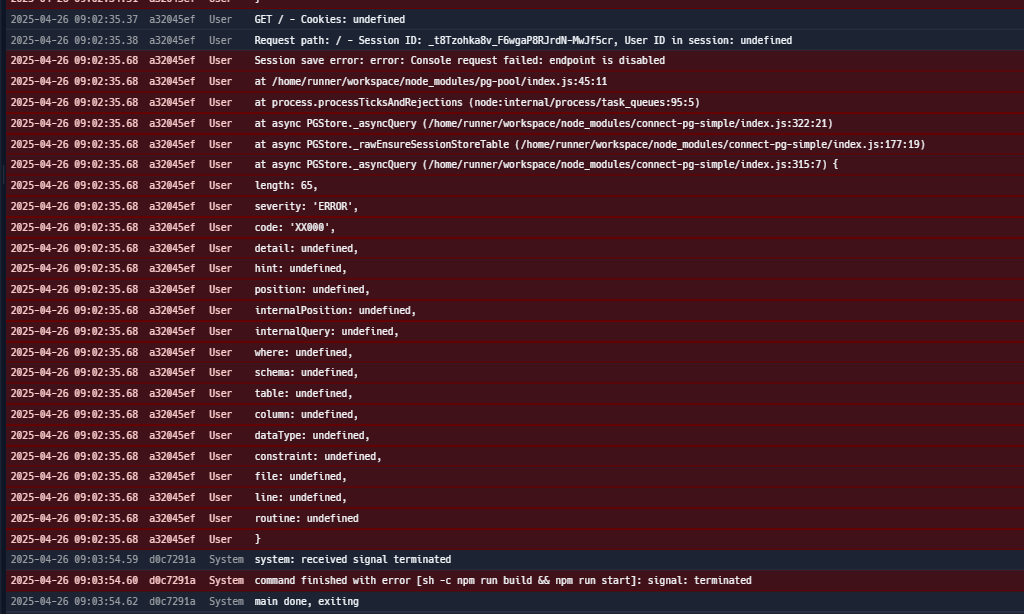 2025-04-26 09:02:35.37 a32045ef User GET / - Cookies: undefined
2025-04-26 09:02:35.38 a32045ef User Request path: / - Session ID: _t8Tzohka8v_F6wgaP8RJrdN-MwJf5cr, User ID in session: undefined
2025-04-26 09:02:35.68 a32045ef User Session save error: error: Console request failed: endpoint is disabled
2025-04-26 09:02:35.68 a32045ef User at /home/runner/workspace/node_modules/pg-pool/index.js:45:11
2025-04-26 09:02:35.68 a32045ef User at process.processTicksAndRejections (node:internal/process/task_queues:95:5)
2025-04-26 09:02:35.68 a32045ef User at async PGStore._asyncQuery (/home/runner/workspace/node_modules/connect-pg-simple/index.js:322:21)
2025-04-26 09:02:35.68 a32045ef User at async PGStore._rawEnsureSessionStoreTable (/home/runner/workspace/node_modules/connect-pg-simple/index.js:177:19)
2025-04-26 09:02:35.68 a32045ef User at async PGStore._asyncQuery (/home/runner/workspace/node_modules/connect-pg-simple/index.js:315:7) {
2025-04-26 09:02:35.68 a32045ef User length: 65,
2025-04-26 09:02:35.68 a32045ef User severity: 'ERROR',
2025-04-26 09:02:35.68 a32045ef User code: 'XX000',
2025-04-26 09:02:35.68 a32045ef User detail: undefined,
2025-04-26 09:02:35.68 a32045ef User hint: undefined,
2025-04-26 09:02:35.68 a32045ef User position: undefined,
2025-04-26 09:02:35.68 a32045ef User internalPosition: undefined,
2025-04-26 09:02:35.68 a32045ef User internalQuery: undefined,
2025-04-26 09:02:35.68 a32045ef User where: undefined,
2025-04-26 09:02:35.68 a32045ef User schema: undefined,
2025-04-26 09:02:35.68 a32045ef User table: undefined,
2025-04-26 09:02:35.68 a32045ef User column: undefined,
2025-04-26 09:02:35.68 a32045ef User dataType: undefined,
2025-04-26 09:02:35.68 a32045ef User constraint: undefined,
2025-04-26 09:02:35.68 a32045ef User file: undefined,
2025-04-26 09:02:35.68 a32045ef User line: undefined,
2025-04-26 09:02:35.68 a32045ef User routine: undefined
2025-04-26 09:02:35.68 a32045ef User }
2025-04-26 09:03:54.59 d0c7291a System system: received signal terminated
2025-04-26 09:03:54.60 d0c7291a System command finished with error [sh -c npm run build && npm run start]: signal: terminated
2025-04-26 09:03:54.62 d0c7291a System main done, exiting